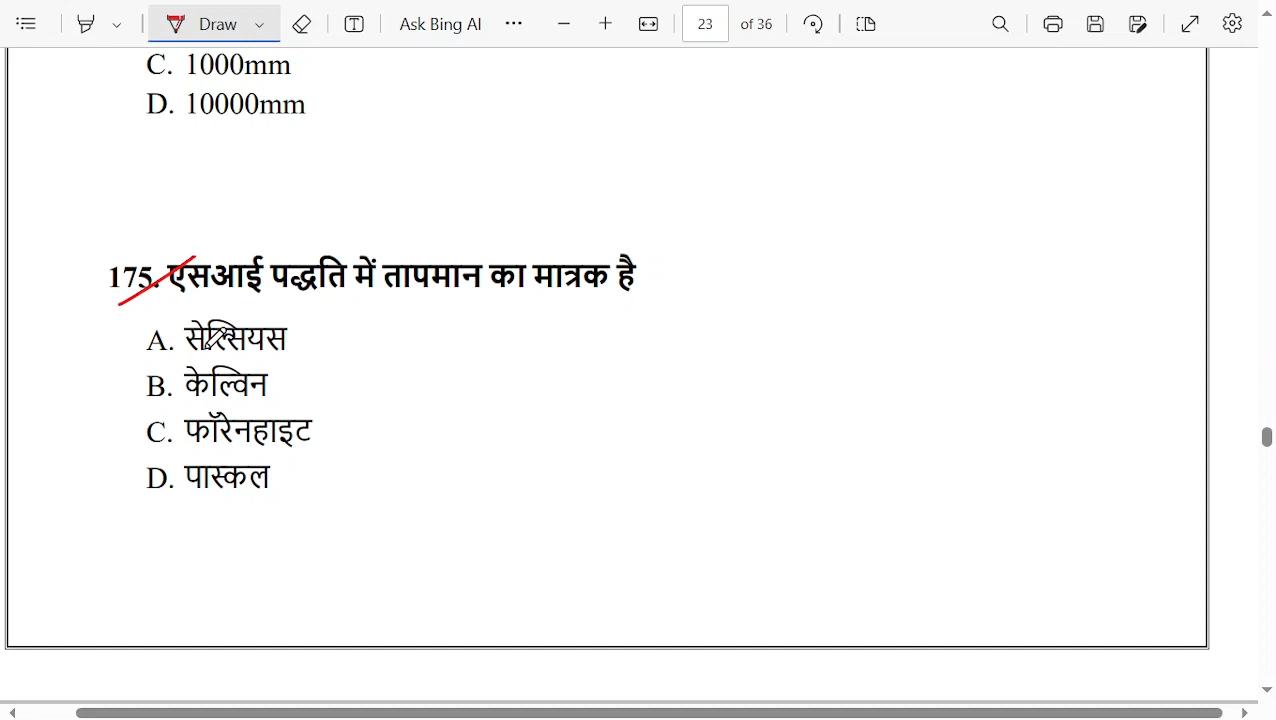 Draw
Ask Bing AI
23
of 36
C. 1000mm
D. 10000mm
175. एसआई पद्धति में तापमान का मात्रक है
A. सेल्सियस
B. केल्विन
C. फॉरेनहाइट
D. पास्कल